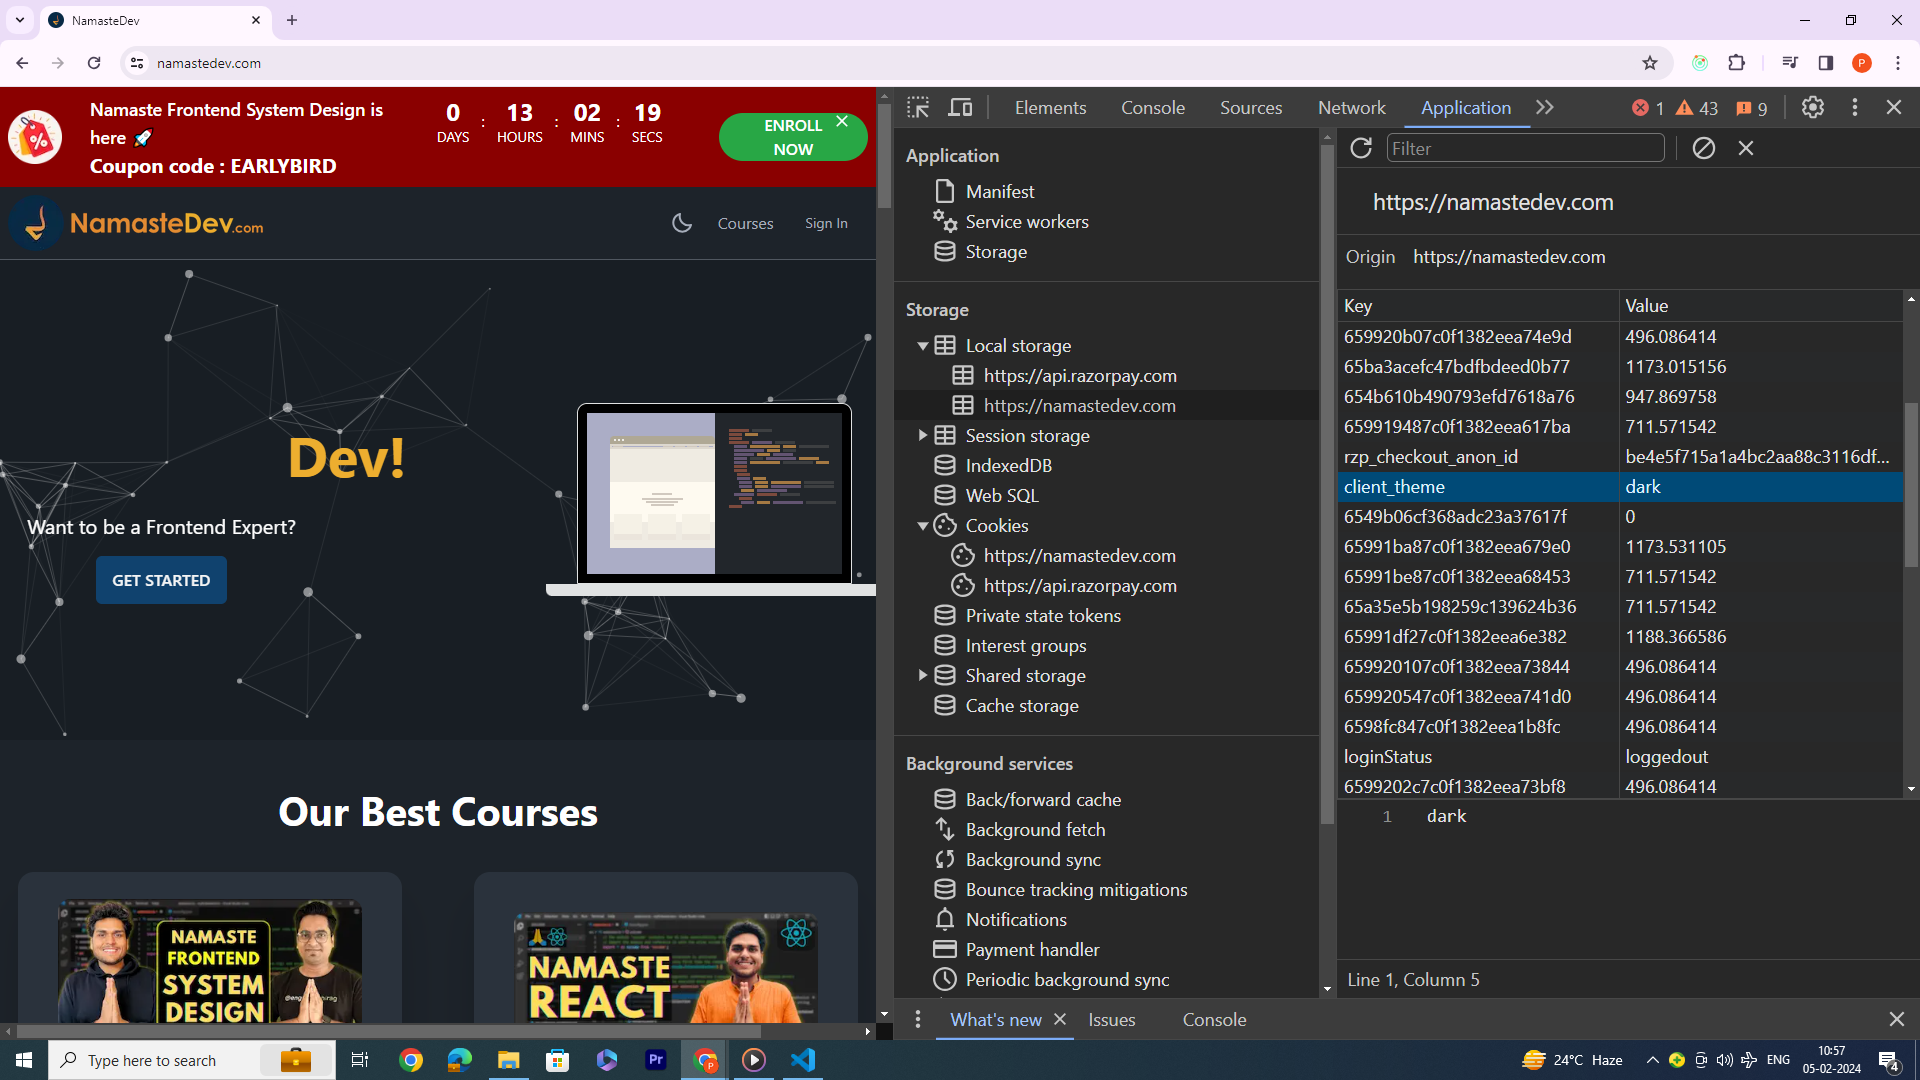 NamasteDev
namastedev.com
P
Namaste Frontend System Design is
here 🚀
Coupon code : EARLYBIRD
0 : 13 : 02 : 19
DAYS HOURS MINS SECS
ENROLL
NOW
NamasteDev.com
Courses
Sign In
Dev!
Want to be a Frontend Expert?
GET STARTED
Our Best Courses
NAMASTE
FRONTEND
SYSTEM
DESIGN
NAMASTE
REACT
Elements Console Sources Network Application 1 43 9
Application
Manifest
Service workers
Storage
Storage
Local storage
https://api.razorpay.com
https://namastedev.com
Session storage
IndexedDB
Web SQL
Cookies
https://namastedev.com
https://api.razorpay.com
Private state tokens
Interest groups
Shared storage
Cache storage
Background services
Back/forward cache
Background fetch
Background sync
Bounce tracking mitigations
Notifications
Payment handler
Periodic background sync
Filter
https://namastedev.com
Origin https://namastedev.com
Key Value
659920b07c0f1382eea74e9d 496.086414
65ba3acefc47bdfbdeed0b77 1173.015156
654b610b490793efd7618a76 947.869758
659919487c0f1382eea617ba 711.571542
rzp_checkout_anon_id be4e5f715a1a4bc2aa88c3116df...
client_theme dark
6549b06cf368adc23a37617f 0
65991ba87c0f1382eea679e0 1173.531105
65991be87c0f1382eea68453 711.571542
65a35e5b198259c139624b36 711.571542
65991df27c0f1382eea6e382 1188.366586
659920107c0f1382eea73844 496.086414
659920547c0f1382eea741d0 496.086414
6598fc847c0f1382eea1b8fc 496.086414
loginStatus loggedout
6599202c7c0f1382eea73bf8 496.086414
1 dark
Line 1, Column 5
What's new Issues Console
Type here to search
Pr
P
24°C Haze
ENG
10:57
05-02-2024
4